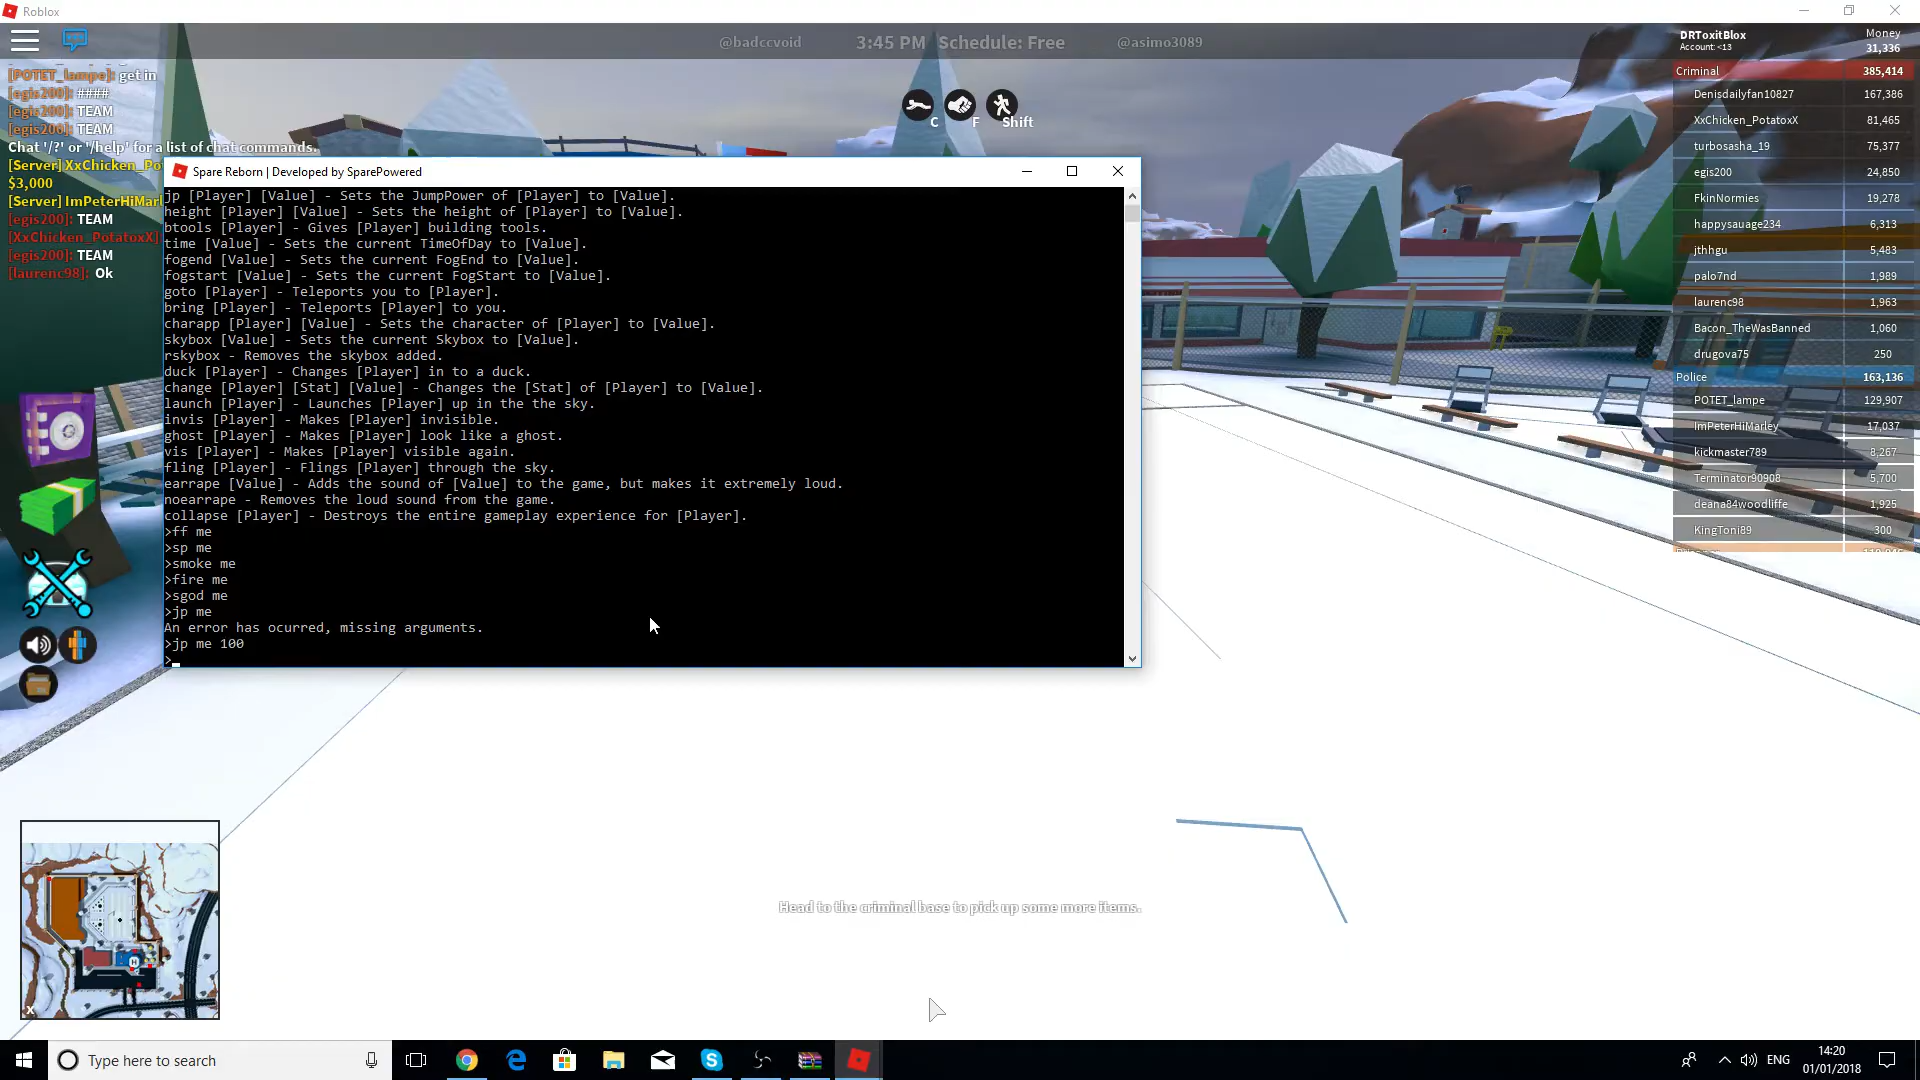 Roblox
@badccvoid
3:45 PM Schedule: Free
@asimo3089
DRToxitBlox
Account: <13
Money
31,336
[POTET_lampe]: get in
[egis200]: ####
[egis200]: TEAM
[egis200]: TEAM
Chat '/?' or '/help' for a list of chat commands.
[Server] XxChicken_Po
$3,000
[Server] ImPeterHiMarl
[egis200]: TEAM
[XxChicken_PotatoxX]:
[egis200]: TEAM
[laurenc98]: Ok
C
F
Shift
Spare Reborn | Developed by SparePowered
jp [Player] [Value] - Sets the JumpPower of [Player] to [Value].
height [Player] [Value] - Sets the height of [Player] to [Value].
btools [Player] - Gives [Player] building tools.
time [Value] - Sets the current TimeOfDay to [Value].
fogend [Value] - Sets the current FogEnd to [Value].
fogstart [Value] - Sets the current FogStart to [Value].
goto [Player] - Teleports you to [Player].
bring [Player] - Teleports [Player] to you.
charapp [Player] [Value] - Sets the character of [Player] to [Value].
skybox [Value] - Sets the current Skybox to [Value].
rskybox - Removes the skybox added.
duck [Player] - Changes [Player] in to a duck.
change [Player] [Stat] [Value] - Changes the [Stat] of [Player] to [Value].
launch [Player] - Launches [Player] up in the the sky.
invis [Player] - Makes [Player] invisible.
ghost [Player] - Makes [Player] look like a ghost.
vis [Player] - Makes [Player] visible again.
fling [Player] - Flings [Player] through the sky.
earrape [Value] - Adds the sound of [Value] to the game, but makes it extremely loud.
noearrape - Removes the loud sound from the game.
collapse [Player] - Destroys the entire gameplay experience for [Player].
>ff me
>sp me
>smoke me
>fire me
>sgod me
>jp me
An error has ocurred, missing arguments.
>jp me 100
>
Criminal 385,414
Denisdailyfan10827 167,386
XxChicken_PotatoxX 81,465
turbosasha_19 75,377
egis200 24,850
FkinNormies 19,278
happysauage234 6,313
jthhgu 5,483
palo7nd 1,989
laurenc98 1,963
Bacon_TheWasBanned 1,060
drugova75 250
Police 163,136
POTET_lampe 129,907
ImPeterHiMarley 17,037
kickmaster789 8,267
Terminator90908 5,700
deana84woodliffe 1,925
KingToni89 300
H
X
Head to the criminal base to pick up some more items.
Type here to search
ENG
14:20
01/01/2018